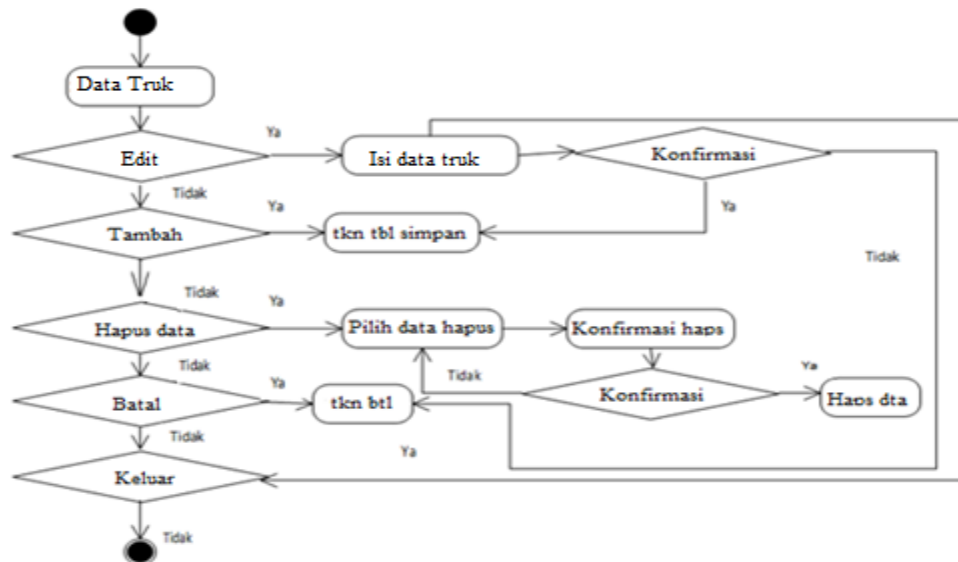 Data Truk
Ya
Edit
Isi data truk
Konfirmasi
Tidak
Ya
Ya
Tambah
tkn tbl simpan
Tidak
Tidak
Ya
Hapus data
Pilih data hapus
Konfirmasi haps
Tidak
Ya
Tidak
Ya
Batal
tkn btl
Konfirmasi
Haps dta
Tidak
Ya
Keluar
Tidak